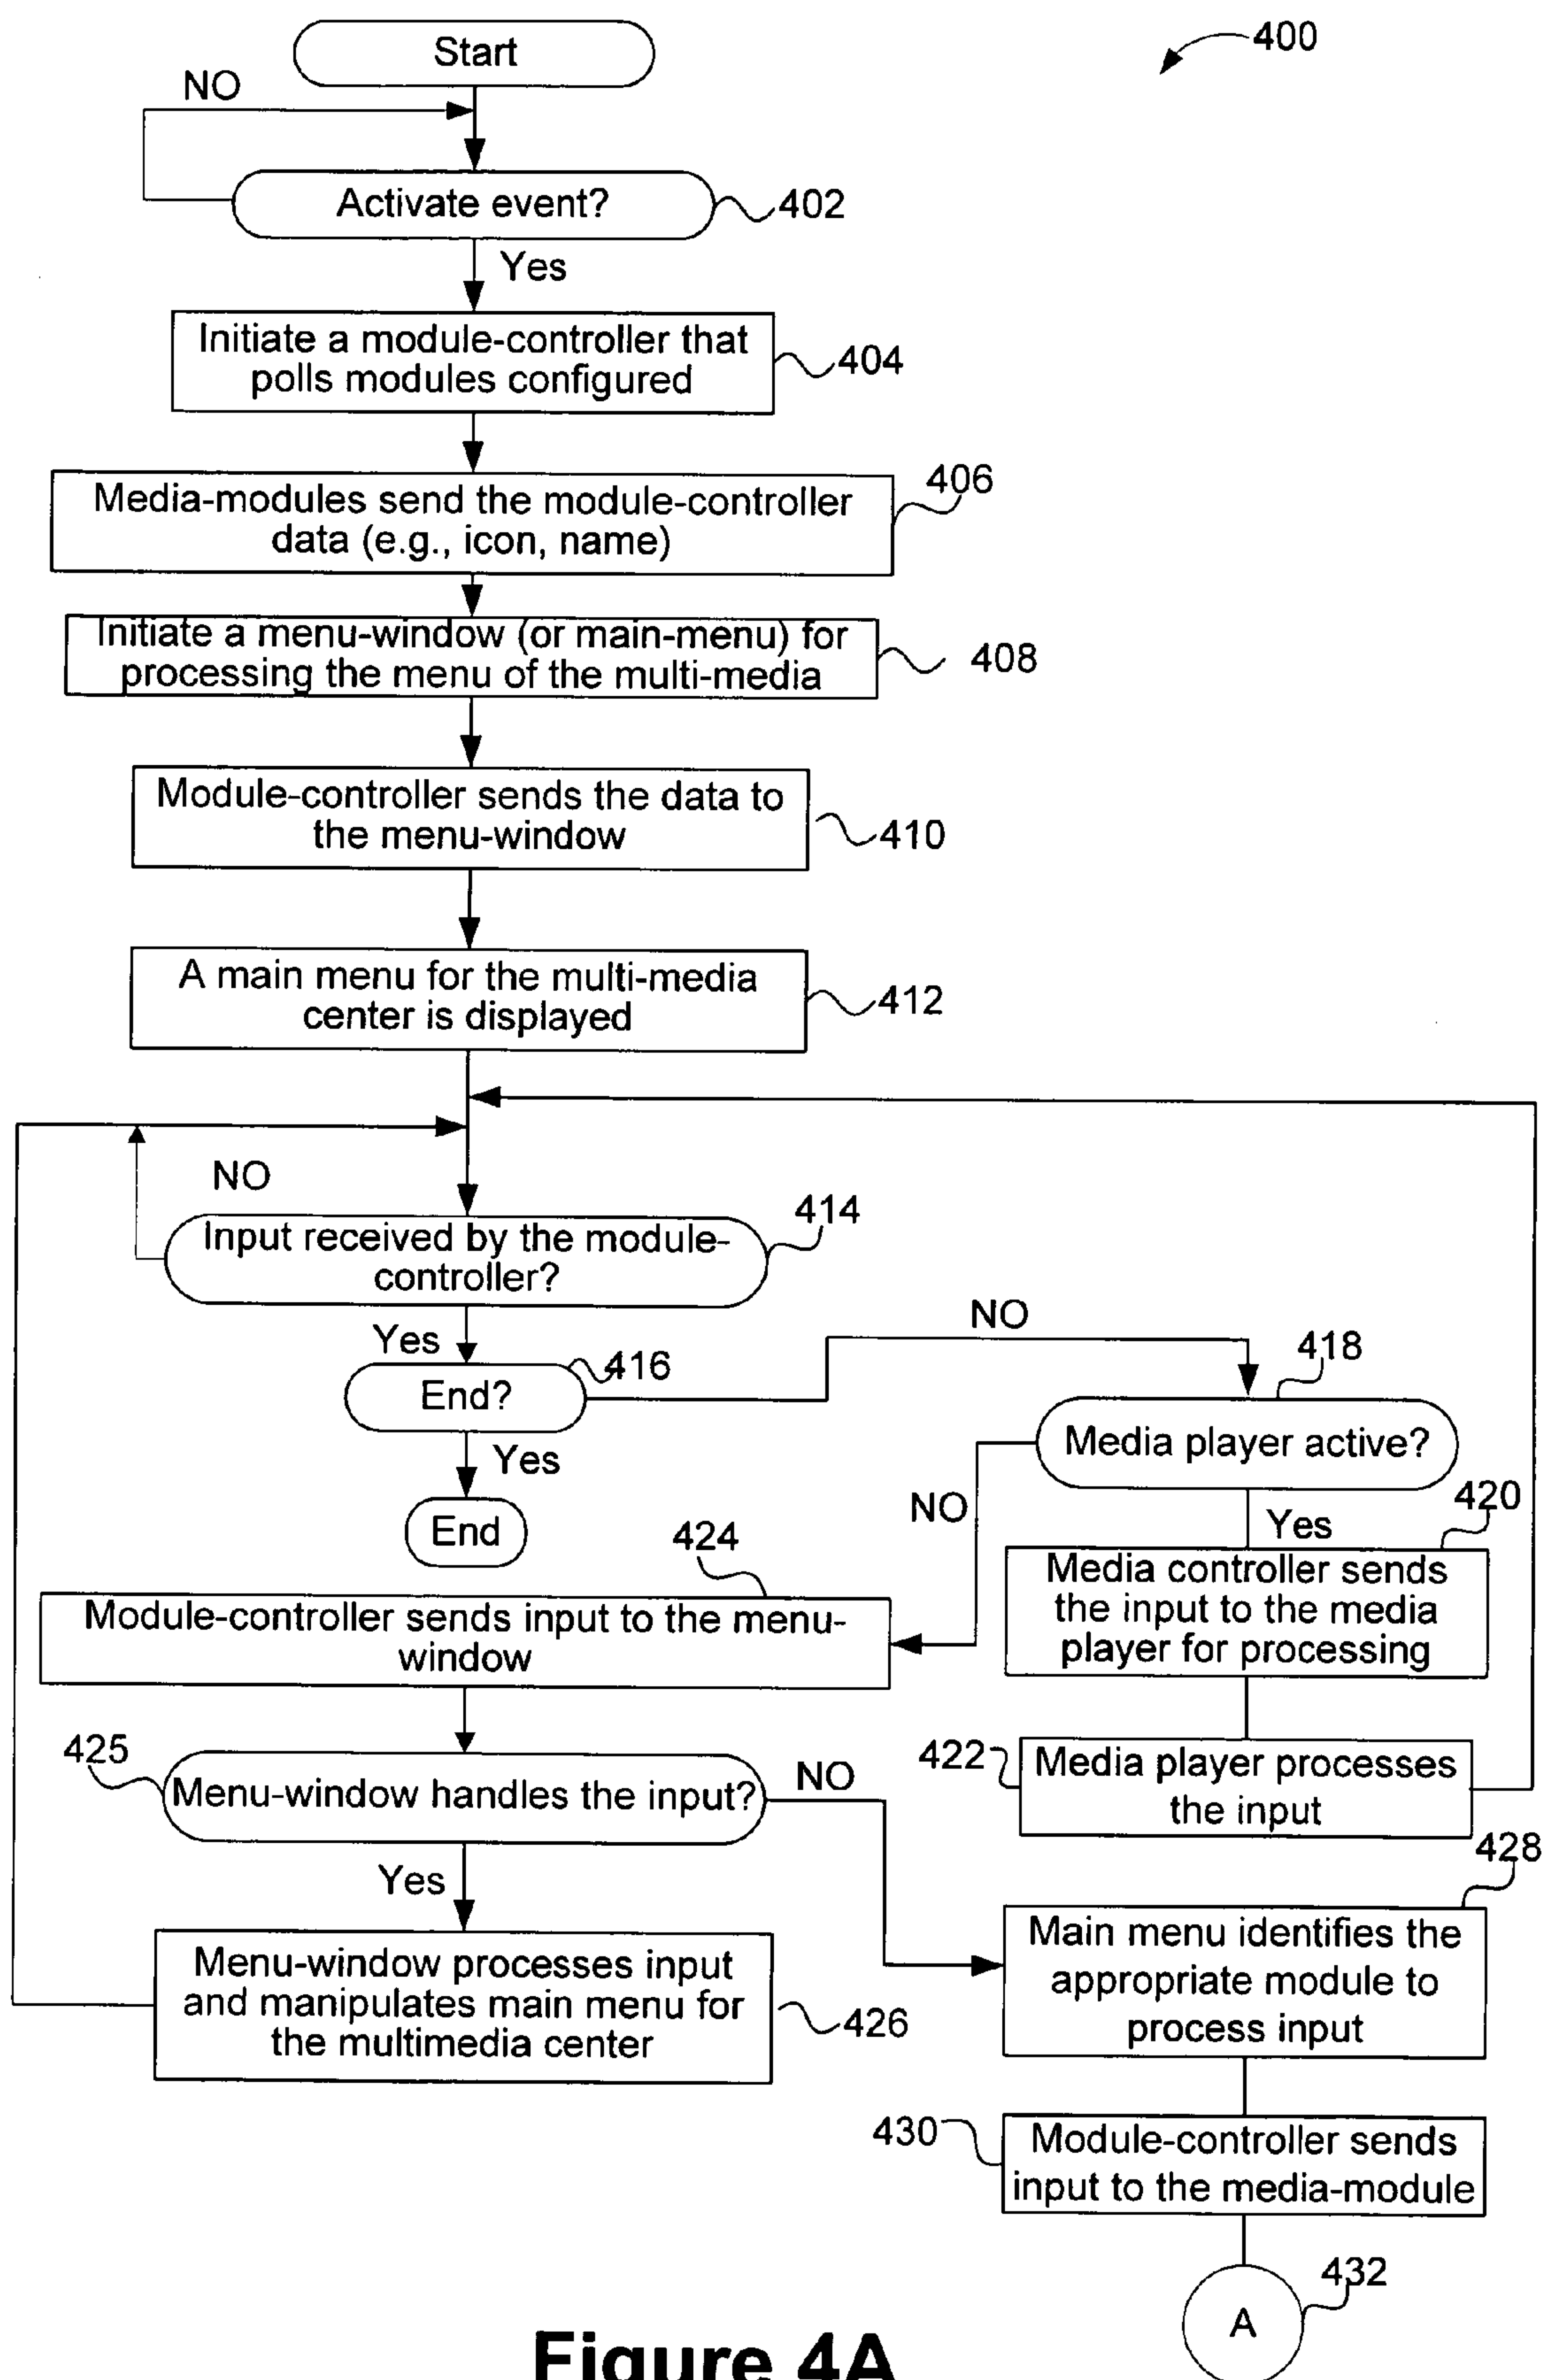 Start
400
NO
Activate event?
402
Yes
Initiate a module-controller that
polls modules configured
404
Media-modules send the module-controller
data (e.g., icon, name)
406
Initiate a menu-window (or main-menu) for
processing the menu of the multi-media
408
Module-controller sends the data to
the menu-window
410
A main menu for the multi-media
center is displayed
412
NO
Input received by the module-
controller?
414
Yes
End?
416
NO
Yes
End
418
Media player active?
NO
Yes
420
Media controller sends
the input to the media
player for processing
422
Media player processes
the input
424
Module-controller sends input to the menu-
window
425
Menu-window handles the input?
NO
Yes
Menu-window processes input
and manipulates main menu for
the multimedia center
426
428
Main menu identifies the
appropriate module to
process input
430
Module-controller sends
input to the media-module
432
A
Figure 4A